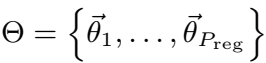 Θ = {θ⃗₁, …, θ⃗_{P_reg}}